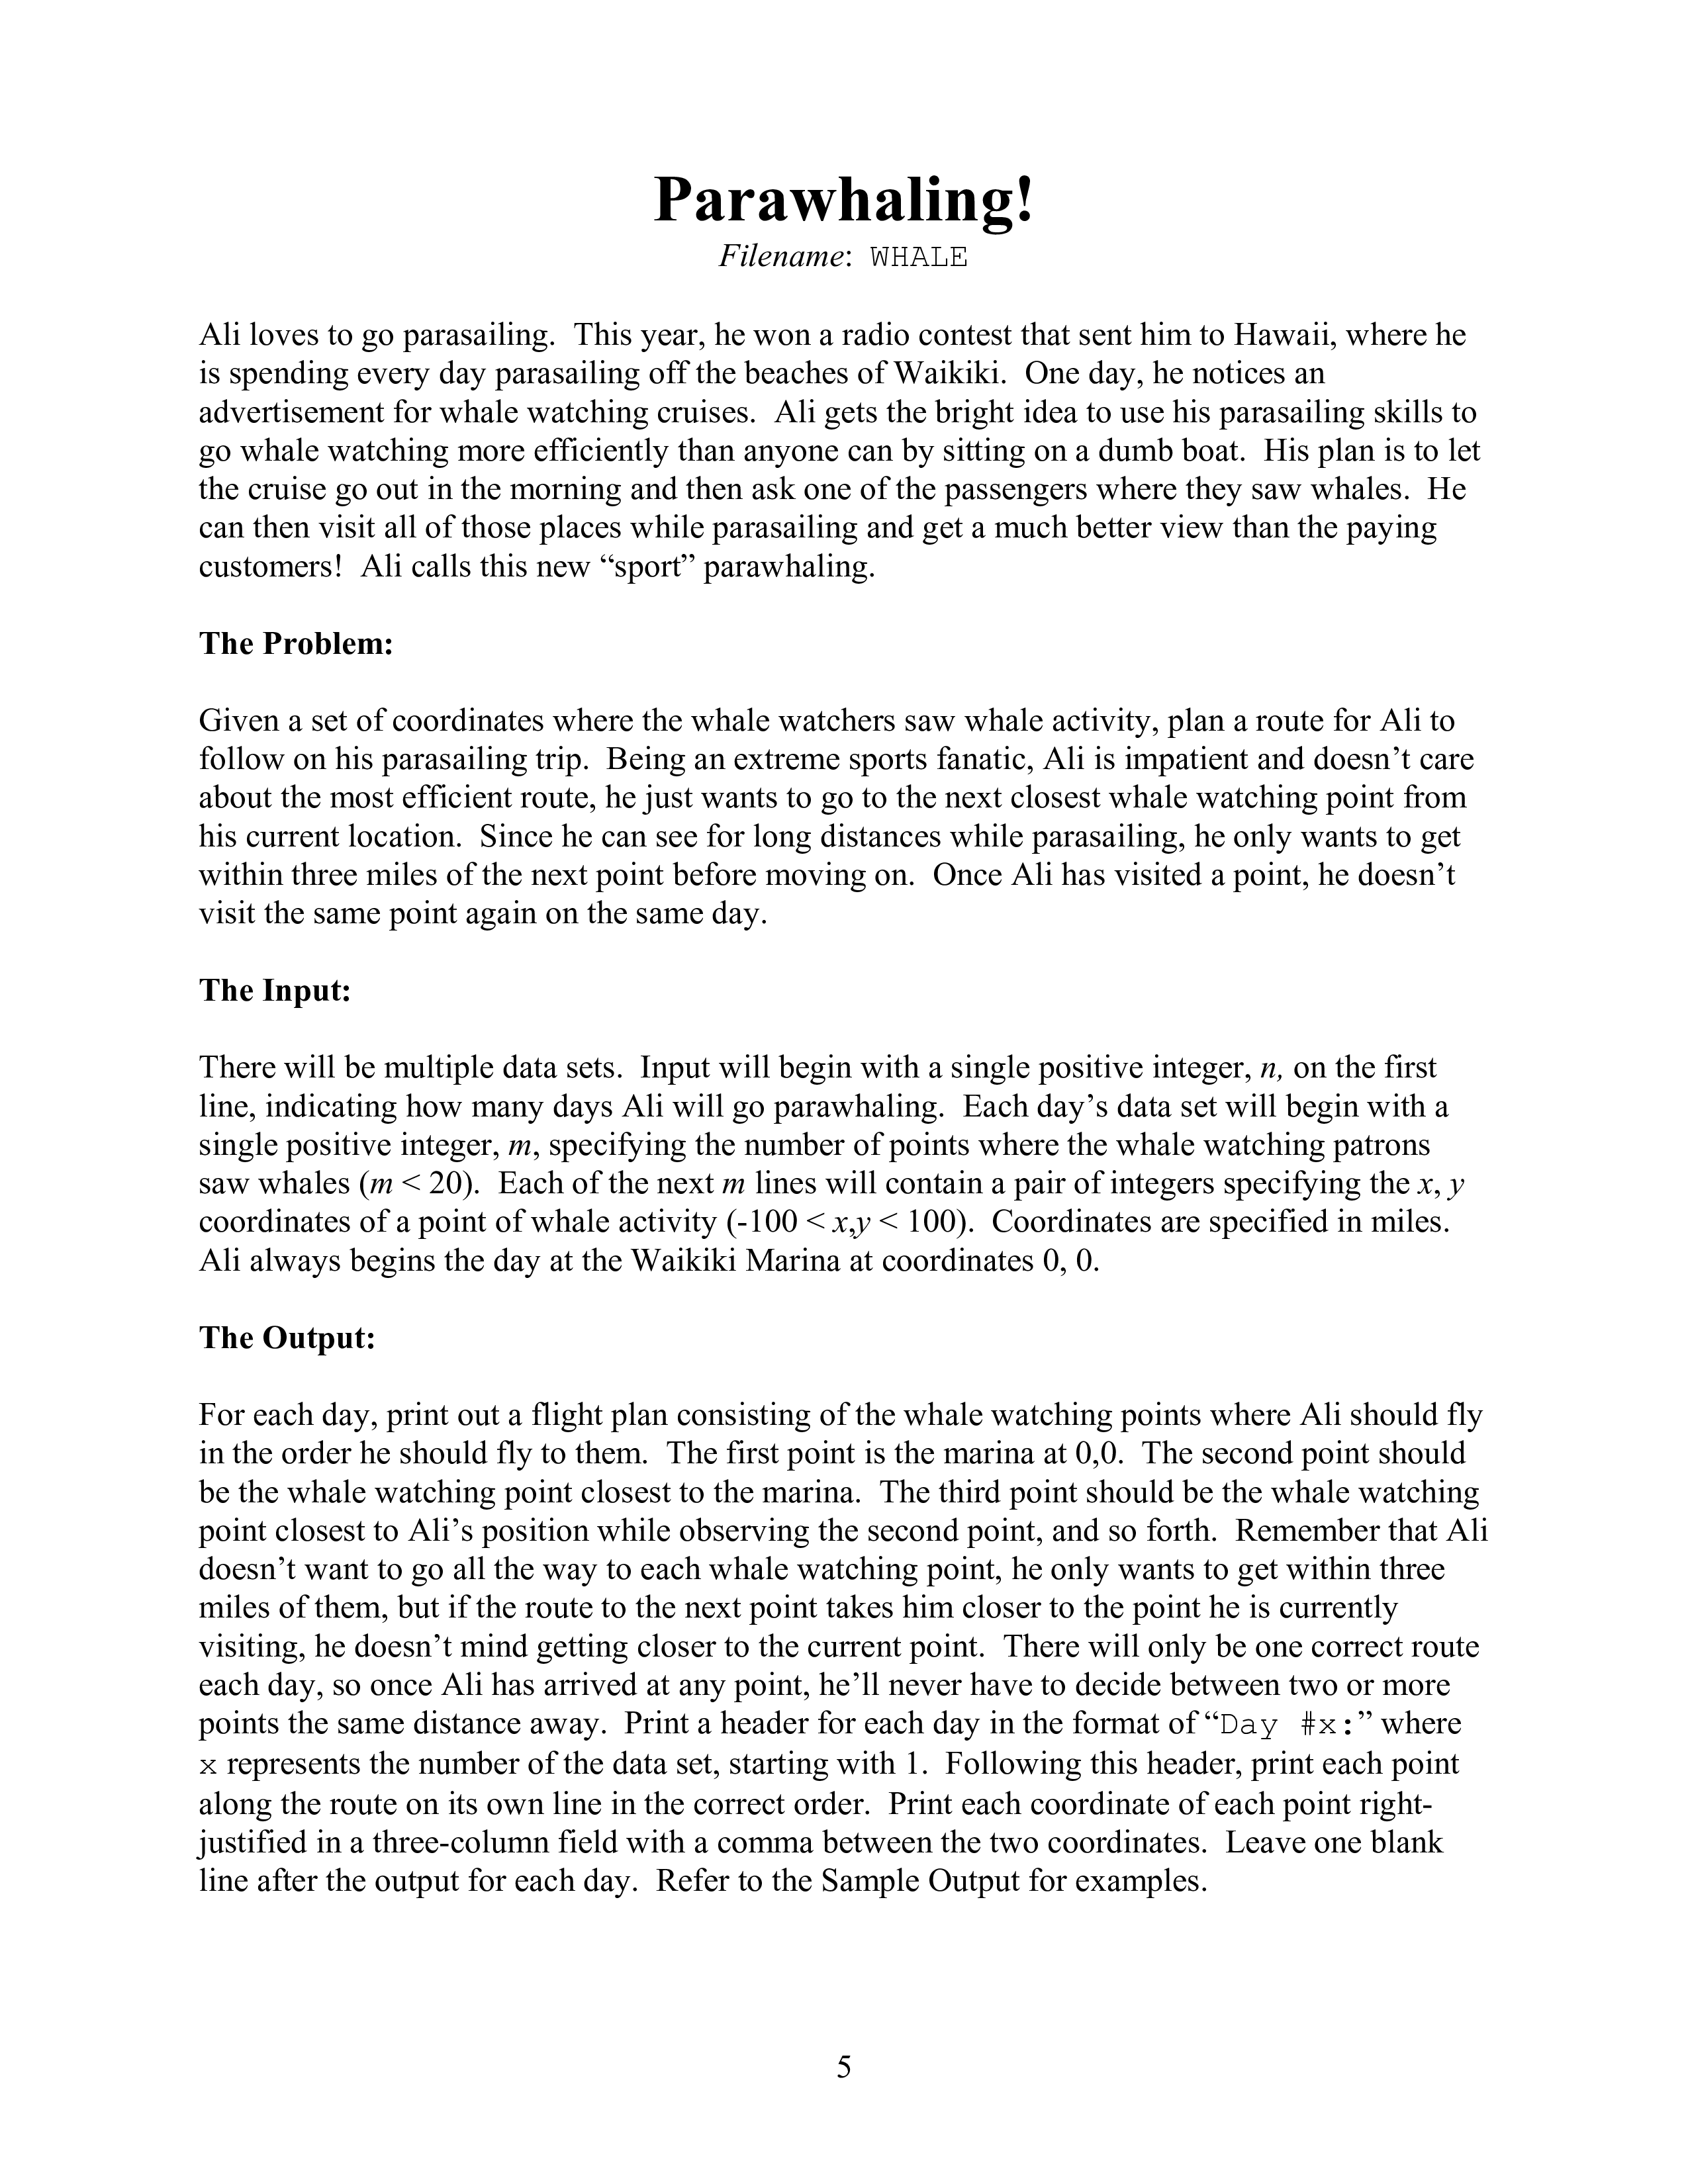 Parawhaling!
Filename: WHALE
Ali loves to go parasailing. This year, he won a radio contest that sent him to Hawaii, where he
is spending every day parasailing off the beaches of Waikiki. One day, he notices an
advertisement for whale watching cruises. Ali gets the bright idea to use his parasailing skills to
go whale watching more efficiently than anyone can by sitting on a dumb boat. His plan is to let
the cruise go out in the morning and then ask one of the passengers where they saw whales. He
can then visit all of those places while parasailing and get a much better view than the paying
customers! Ali calls this new “sport” parawhaling.
The Problem:
Given a set of coordinates where the whale watchers saw whale activity, plan a route for Ali to
follow on his parasailing trip. Being an extreme sports fanatic, Ali is impatient and doesn’t care
about the most efficient route, he just wants to go to the next closest whale watching point from
his current location. Since he can see for long distances while parasailing, he only wants to get
within three miles of the next point before moving on. Once Ali has visited a point, he doesn’t
visit the same point again on the same day.
The Input:
There will be multiple data sets. Input will begin with a single positive integer, n, on the first
line, indicating how many days Ali will go parawhaling. Each day’s data set will begin with a
single positive integer, m, specifying the number of points where the whale watching patrons
saw whales (m < 20). Each of the next m lines will contain a pair of integers specifying the x, y
coordinates of a point of whale activity (-100 < x,y < 100). Coordinates are specified in miles.
Ali always begins the day at the Waikiki Marina at coordinates 0, 0.
The Output:
For each day, print out a flight plan consisting of the whale watching points where Ali should fly
in the order he should fly to them. The first point is the marina at 0,0. The second point should
be the whale watching point closest to the marina. The third point should be the whale watching
point closest to Ali’s position while observing the second point, and so forth. Remember that Ali
doesn’t want to go all the way to each whale watching point, he only wants to get within three
miles of them, but if the route to the next point takes him closer to the point he is currently
visiting, he doesn’t mind getting closer to the current point. There will only be one correct route
each day, so once Ali has arrived at any point, he’ll never have to decide between two or more
points the same distance away. Print a header for each day in the format of “Day #x:” where
x represents the number of the data set, starting with 1. Following this header, print each point
along the route on its own line in the correct order. Print each coordinate of each point right-
justified in a three-column field with a comma between the two coordinates. Leave one blank
line after the output for each day. Refer to the Sample Output for examples.
5